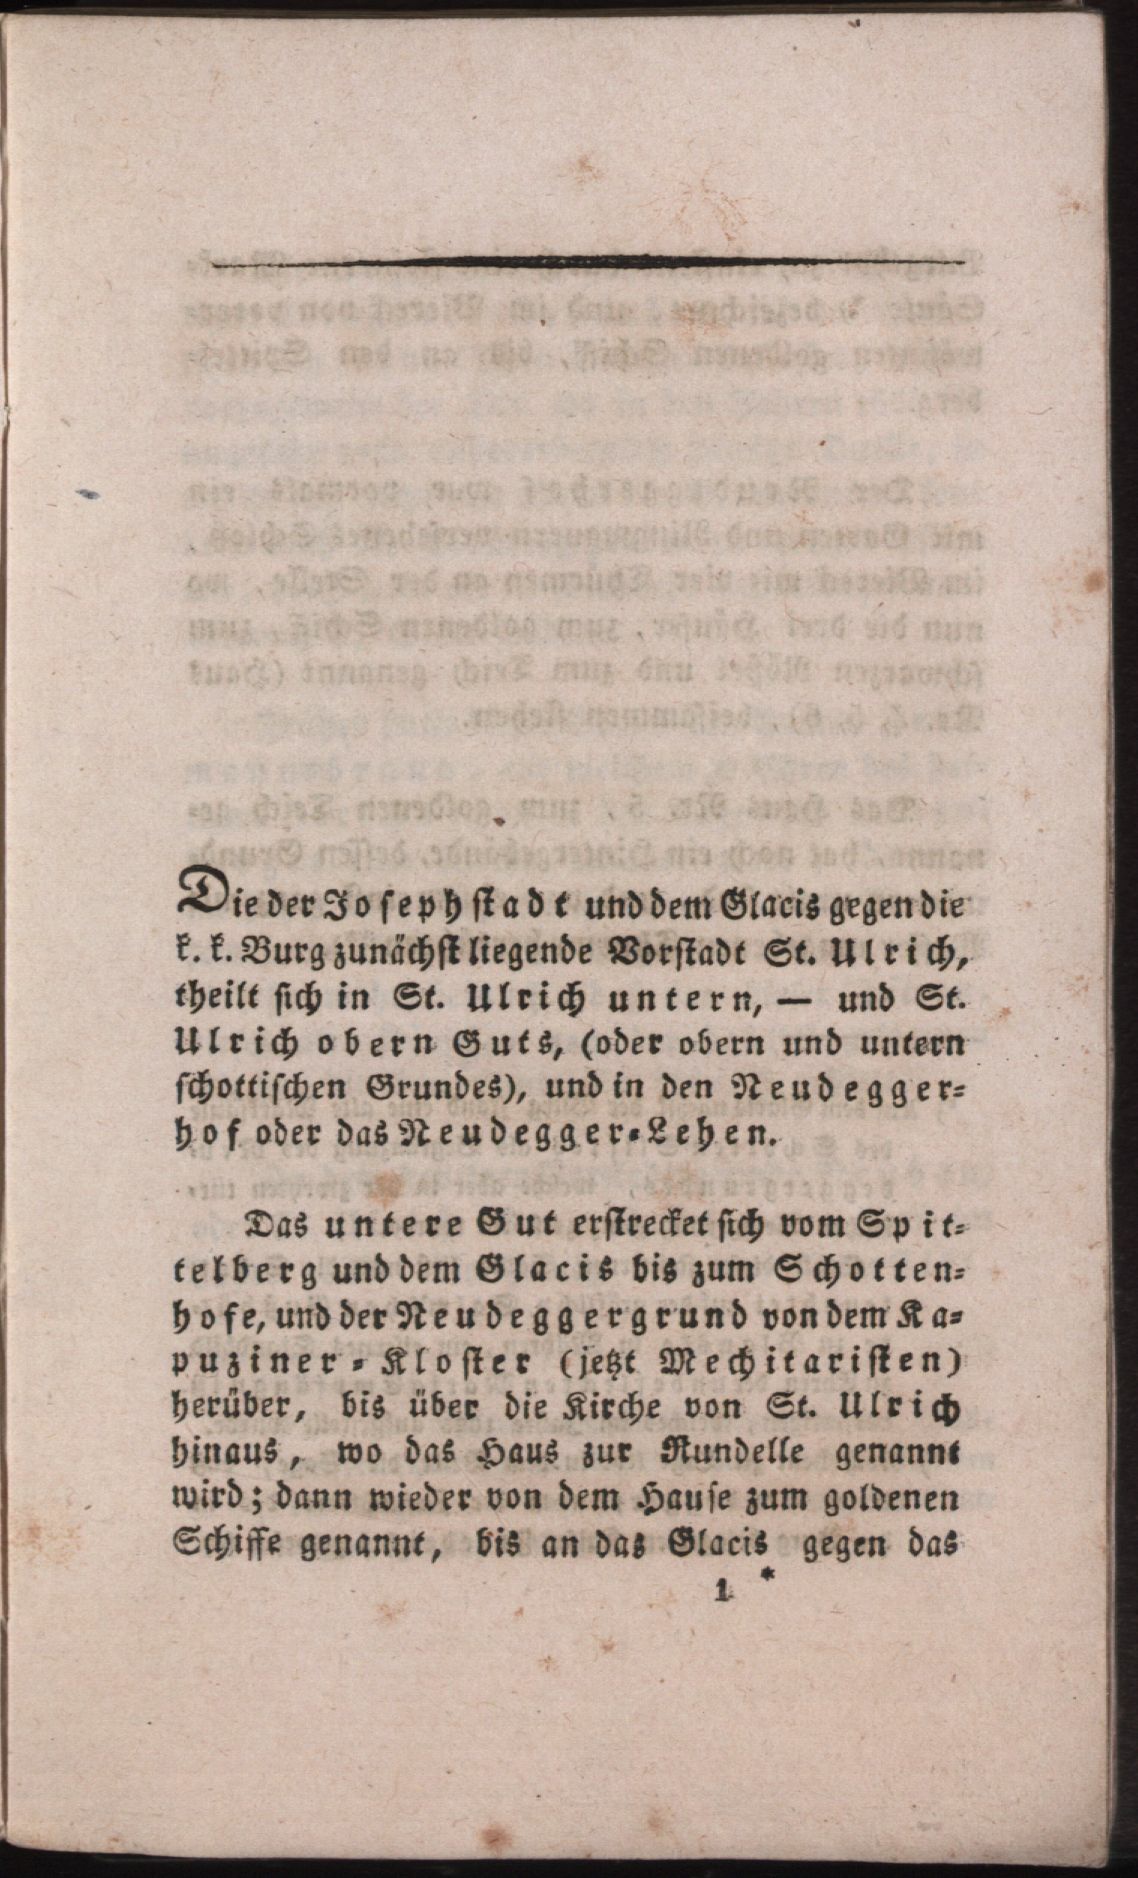 Die der Josephstadt und dem Glacis gegen die
k. k. Burg zunächst liegende Vorstadt St. Ulrich,
theilt sich in St. Ulrich untern, — und St.
Ulrich obern Guts, (oder obern und untern
schottischen Grundes), und in den Neudegger-
hof oder das Neudegger-Lehen.
Das untere Gut erstrecket sich vom Spit-
telberg und dem Glacis bis zum Schotten-
hofe, und der Neudeggergrund von dem Ka-
puziner-Kloster (jetzt Mechitaristen)
herüber, bis über die Kirche von St. Ulrich
hinaus, wo das Haus zur Rundelle genannt
wird; dann wieder von dem Hause zum goldenen
Schiffe genannt, bis an das Glacis gegen das
1 *